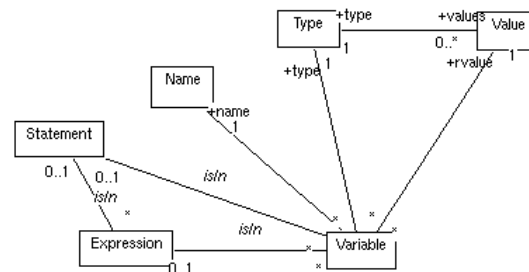 +type
+values
Type
Value
1
0..*
1
1
+type
+rvalue
Name
+name
1
Statement
0..1
0..1
isIn
isIn
*
*
*
*
Expression
isIn
*
Variable
0..1
*